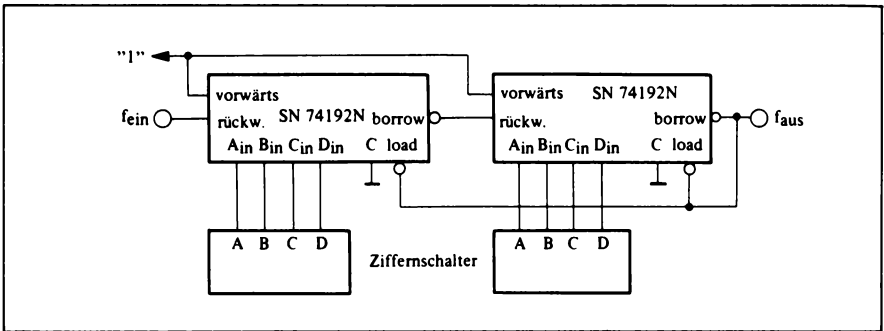 "1"
vorwärts
fein
rückw.
SN 74192N
borrow
Ain Bin Cin Din C load
vorwärts
SN 74192N
rückw.
borrow
faus
Ain Bin Cin Din C load
A B C D
Ziffernschalter
A B C D